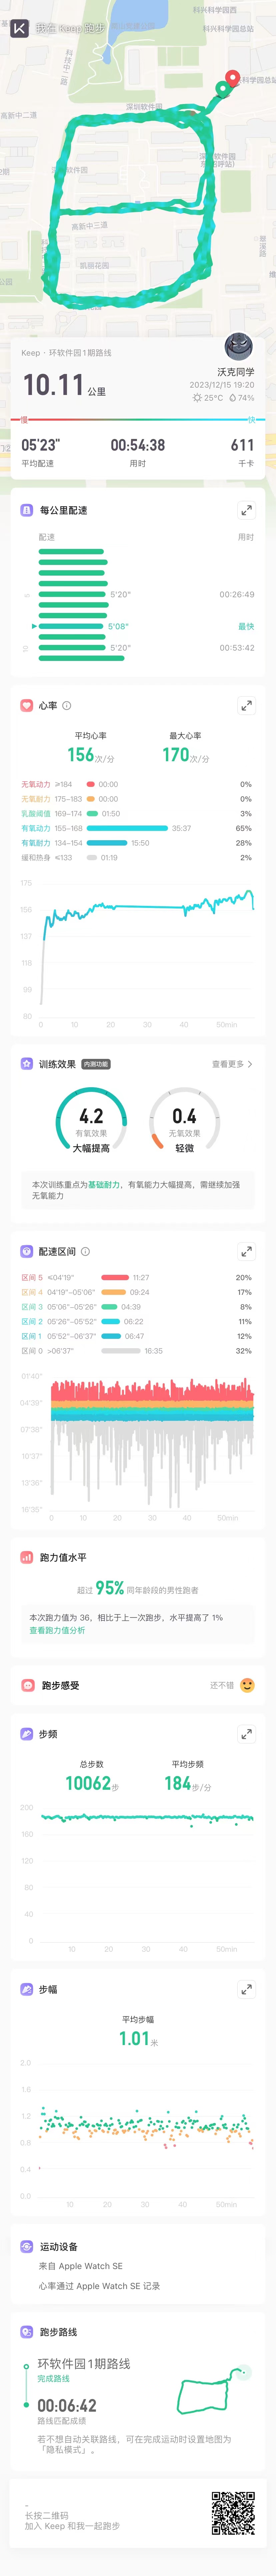 我在 Keep 跑步
科兴科学园西
科兴科学园总站
科技中二路
深圳软件园
高新中二道
高新中三道
凯丽花园
Keep · 环软件园1期路线
10.11公里
沃克同学
2023/12/15 19:20
25°C 74%
慢
快
05'23"
00:54:38
611
平均配速
用时
千卡
每公里配速
配速
用时
5
5'20"
00:26:49
5'08"
最快
10
5'20"
00:53:42
心率
平均心率
最大心率
156次/分
170次/分
无氧动力 ≥184 00:00 0%
无氧耐力 175-183 00:00 0%
乳酸阈值 169-174 01:50 3%
有氧动力 155-168 35:37 65%
有氧耐力 134-154 15:50 28%
缓和热身 ≤133 01:19 2%
175
156
137
118
99
80
0 10 20 30 40 50min
训练效果 内测功能
查看更多
4.2
有氧效果
大幅提高
0.4
无氧效果
轻微
本次训练重点为基础耐力，有氧能力大幅提高，需继续加强
无氧能力
配速区间
区间 5 ≤04'19" 11:27 20%
区间 4 04'19"-05'06" 09:24 17%
区间 3 05'06"-05'26" 04:39 8%
区间 2 05'26"-05'52" 06:22 11%
区间 1 05'52"-06'37" 06:47 12%
区间 0 >06'37" 16:35 32%
01'40"
04'39"
07'38"
10'37"
13'36"
16'35"
0 10 20 30 40 50min
跑力值水平
超过 95% 同年龄段的男性跑者
本次跑力值为 36，相比于上一次跑步，水平提高了 1%
查看跑力值分析
跑步感受
还不错
步频
总步数
平均步频
10062步
184步/分
200
160
120
80
40
0
10 20 30 40 50min
步幅
平均步幅
1.01米
2.0
1.6
1.2
0.8
0.4
0.0
10 20 30 40 50min
运动设备
来自 Apple Watch SE
心率通过 Apple Watch SE 记录
跑步路线
环软件园1期路线
完成路线
00:06:42
路线匹配成绩
若不想自动关联路线，可在完成运动时设置地图为
「隐私模式」。
-
长按二维码
加入 Keep 和我一起跑步